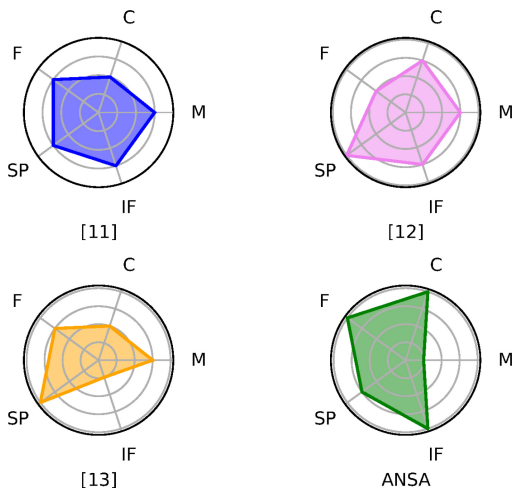 C
F
M
SP
IF
[11]
C
F
M
SP
IF
[12]
C
F
M
SP
IF
[13]
C
F
M
SP
IF
ANSA